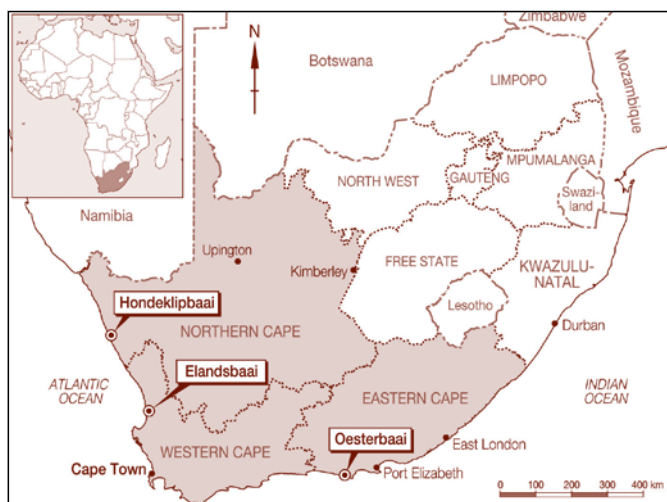 Zimbabwe
N
Botswana
LIMPOPO
Mozambique
MPUMALANGA
GAUTENG
NORTH WEST
Swazi-
land
Namibia
Upington
Kimberley
FREE STATE
KWAZULU-
NATAL
Hondeklipbaai
Lesotho
NORTHERN CAPE
Durban
Elandsbaai
ATLANTIC
OCEAN
EASTERN CAPE
INDIAN
OCEAN
Oesterbaai
WESTERN CAPE
East London
Cape Town
Port Elizabeth
0 100 200 300 400 km